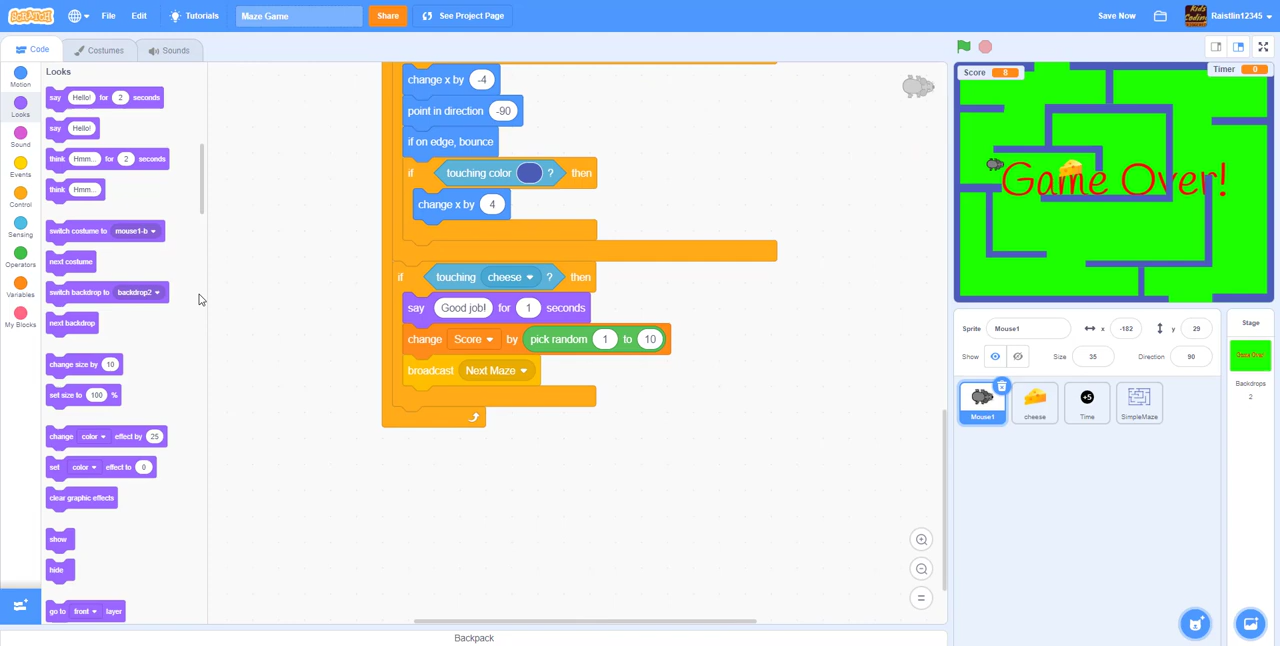 SCRATCH File Edit Tutorials Maze Game Share See Project Page Save Now Raistlin12345
Code Costumes Sounds
Motion
Looks
Sound
Events
Control
Sensing
Operators
Variables
My Blocks
Looks
say Hello! for 2 seconds
say Hello!
think Hmm... for 2 seconds
think Hmm...
switch costume to mouse1-b
next costume
switch backdrop to backdrop2
next backdrop
change size by 10
set size to 100 %
change color effect by 25
set color effect to 0
clear graphic effects
show
hide
go to front layer
change x by -4
point in direction -90
if on edge, bounce
if touching color ? then
change x by 4
if touching cheese ? then
say Good job! for 1 seconds
change Score by pick random 1 to 10
broadcast Next Maze
Backpack
Score 8 Timer 0
Game Over!
Sprite Mouse1 x -182 y 29
Show Size 35 Direction 90
Mouse1 cheese Time SimpleMaze
+5
Stage
Game Over!
Backdrops
2